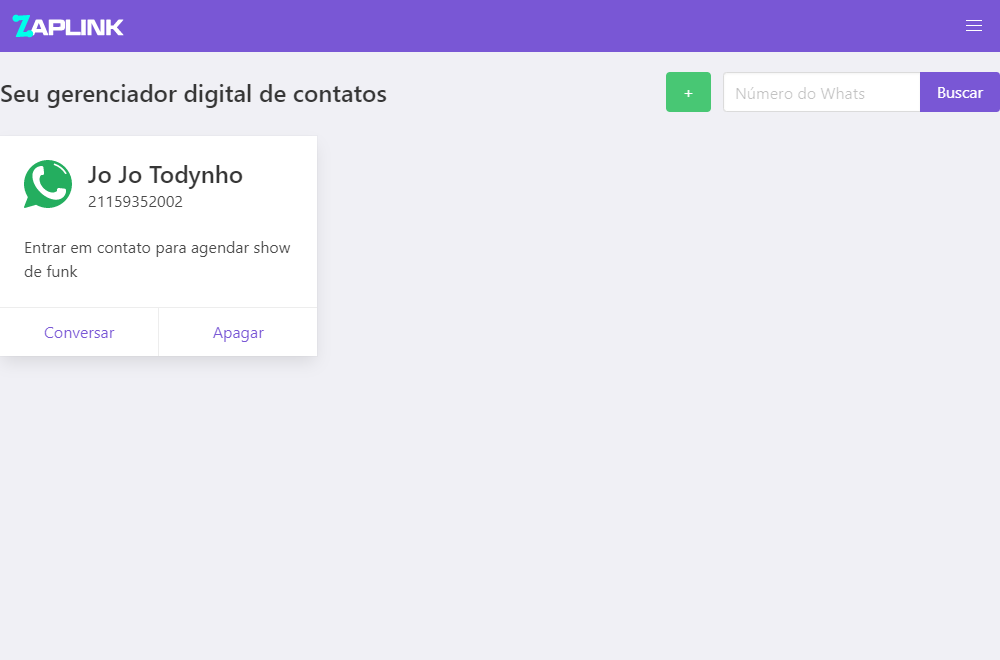 ZAPLINK
Seu gerenciador digital de contatos
+
Número do Whats
Buscar
Jo Jo Todynho
21159352002
Entrar em contato para agendar show
de funk
Conversar
Apagar